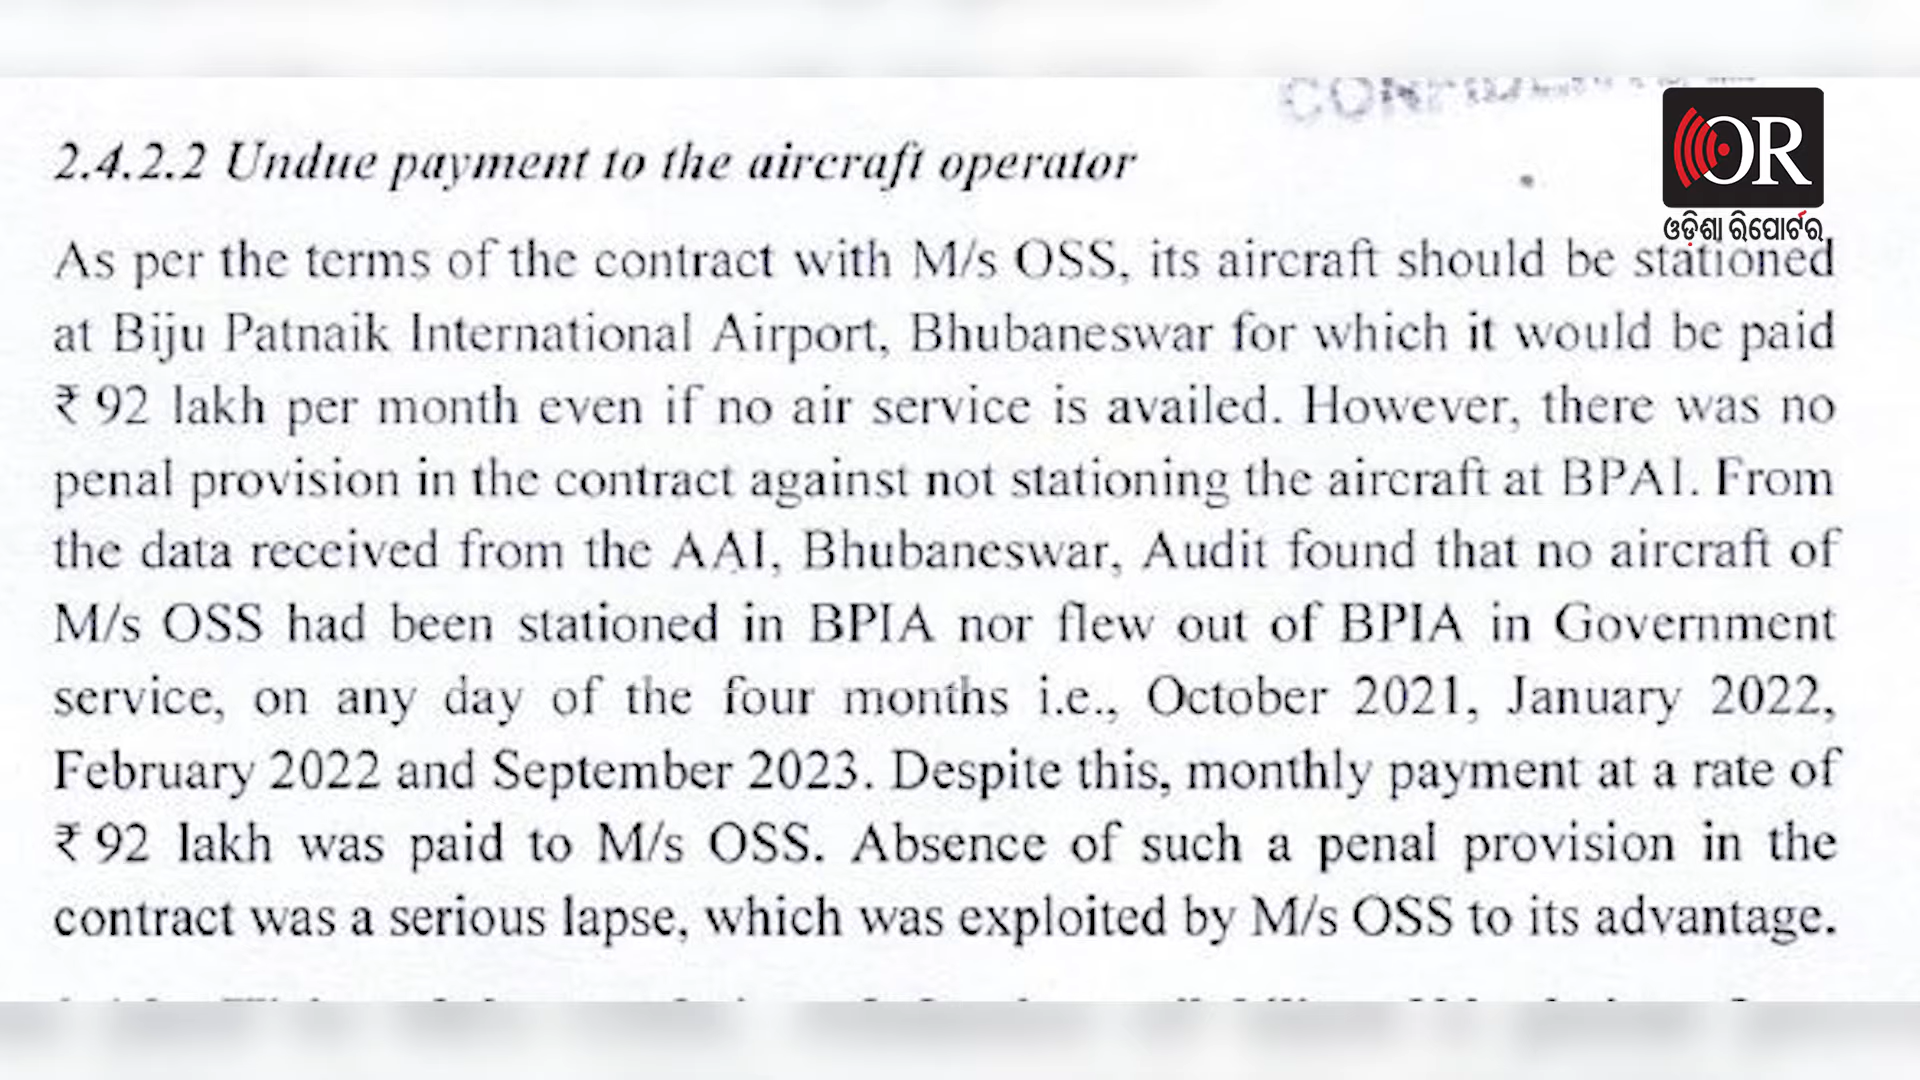 OR
ଓଡ଼ିଶା ରିପୋର୍ଟର
2.4.2.2 Undue payment to the aircraft operator
As per the terms of the contract with M/s OSS, its aircraft should be stationed
at Biju Patnaik International Airport, Bhubaneswar for which it would be paid
₹ 92 lakh per month even if no air service is availed. However, there was no
penal provision in the contract against not stationing the aircraft at BPAI. From
the data received from the AAI, Bhubaneswar, Audit found that no aircraft of
M/s OSS had been stationed in BPIA nor flew out of BPIA in Government
service, on any day of the four months i.e., October 2021, January 2022,
February 2022 and September 2023. Despite this, monthly payment at a rate of
₹ 92 lakh was paid to M/s OSS. Absence of such a penal provision in the
contract was a serious lapse, which was exploited by M/s OSS to its advantage.